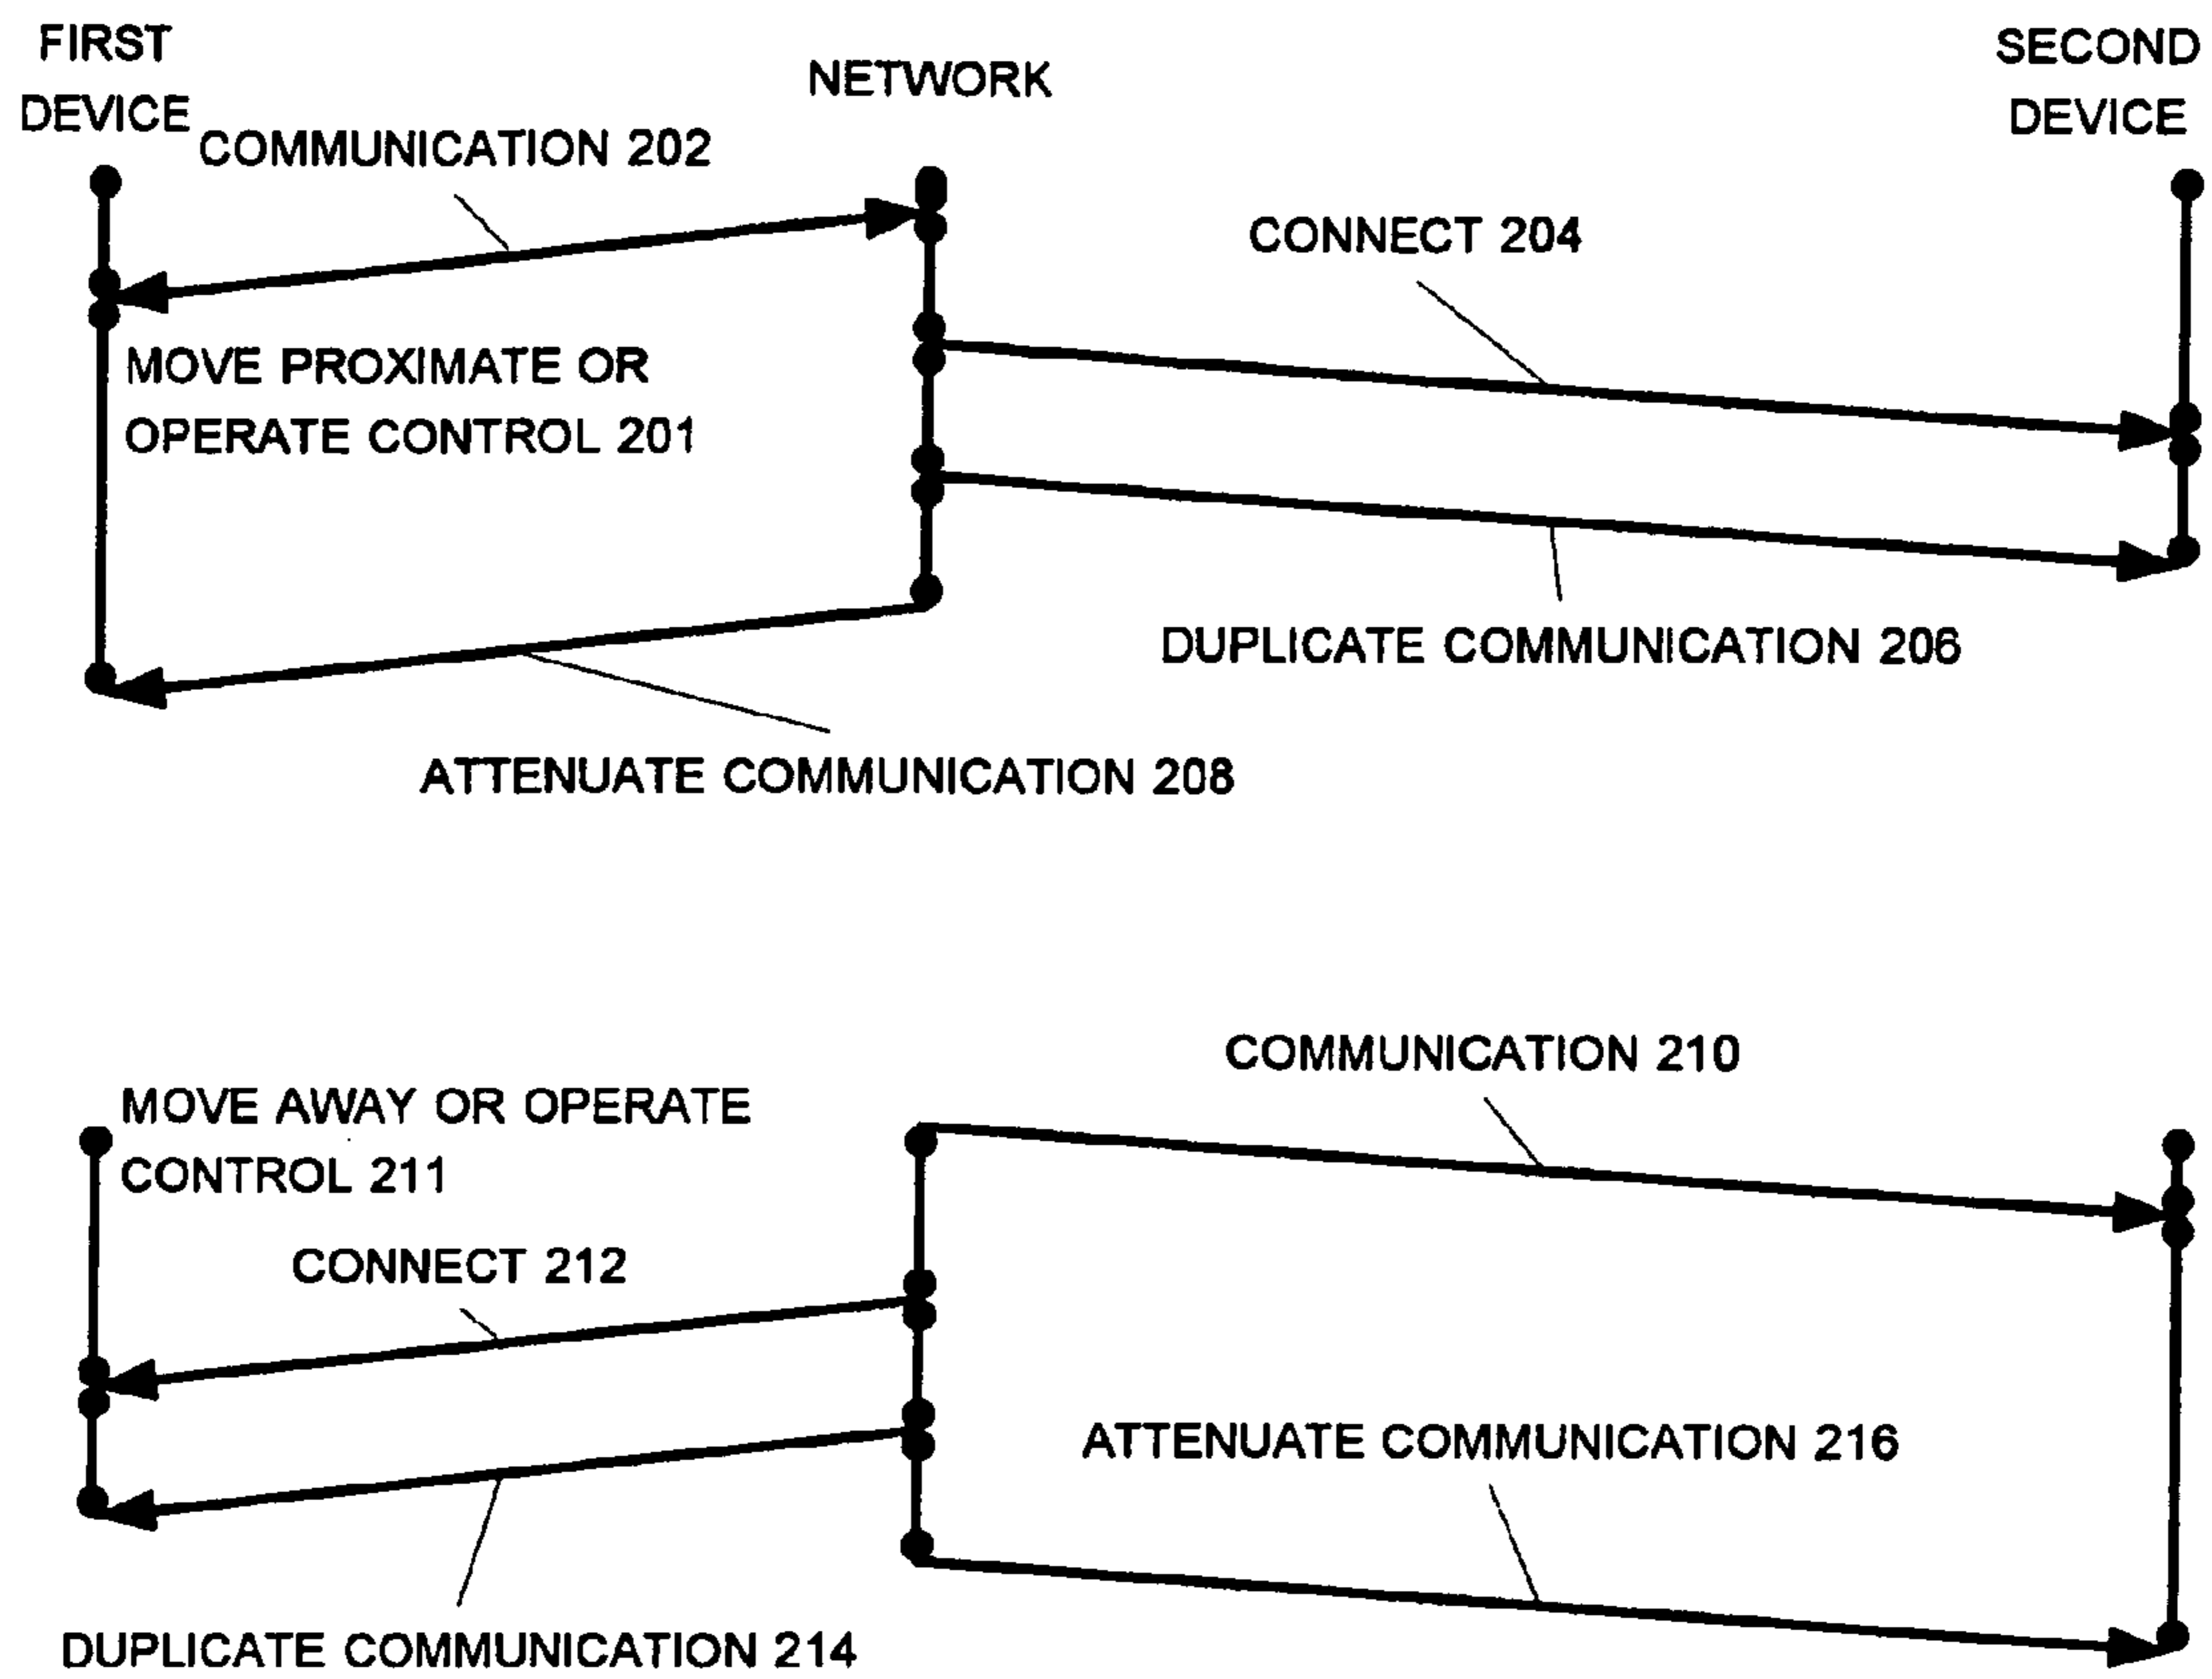 FIRST
DEVICE
NETWORK
SECOND
DEVICE
COMMUNICATION 202
CONNECT 204
MOVE PROXIMATE OR
OPERATE CONTROL 201
DUPLICATE COMMUNICATION 206
ATTENUATE COMMUNICATION 208
COMMUNICATION 210
MOVE AWAY OR OPERATE
CONTROL 211
CONNECT 212
ATTENUATE COMMUNICATION 216
DUPLICATE COMMUNICATION 214